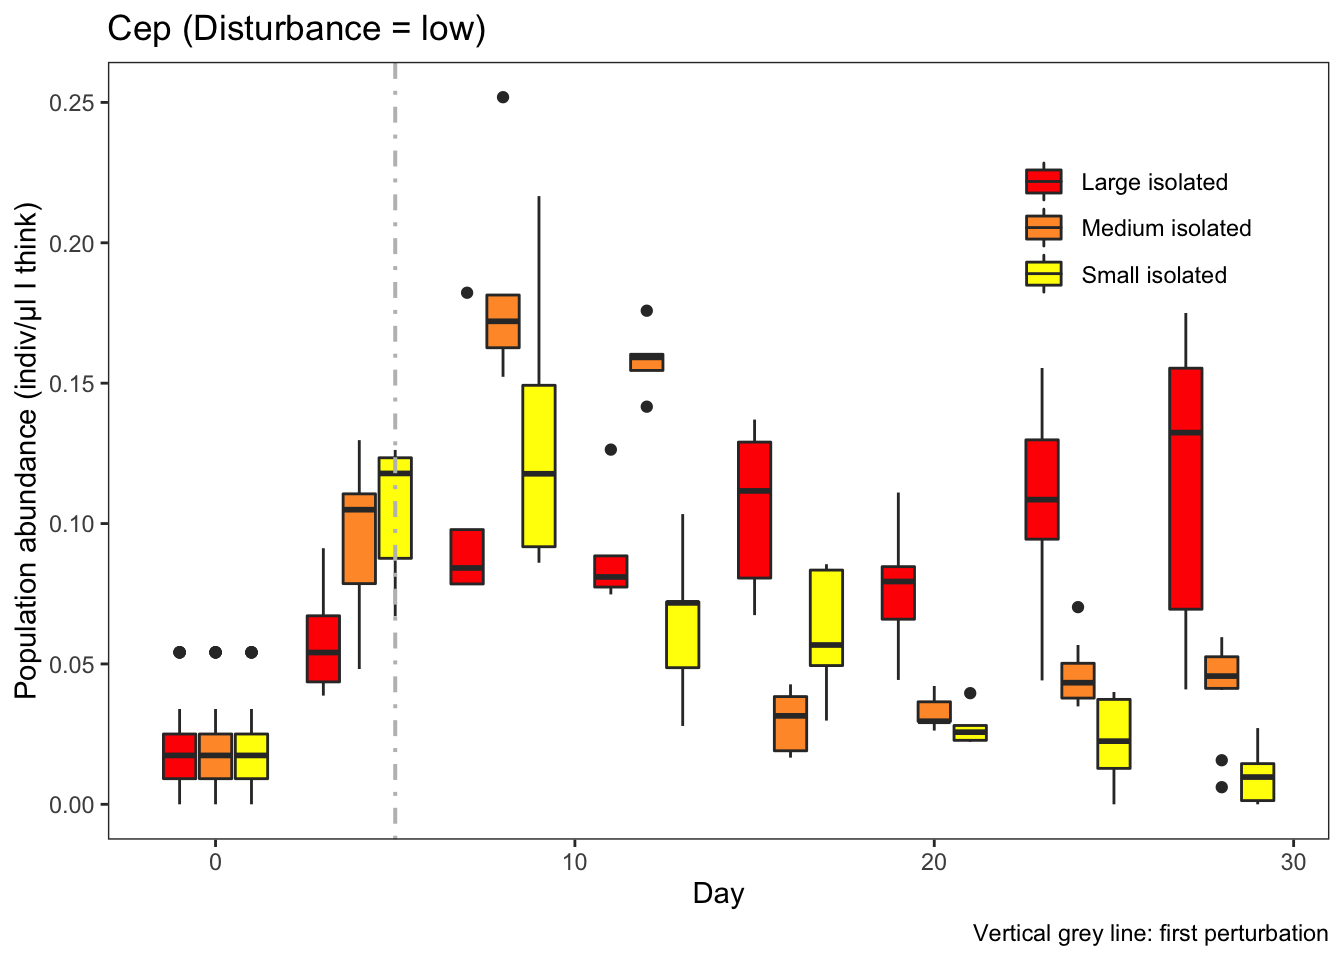 Cep (Disturbance = low)
Population abundance (indiv/µl I think)
0.25
0.20
0.15
0.10
0.05
0.00
Large isolated
Medium isolated
Small isolated
0
10
20
30
Day
Vertical grey line: first perturbation